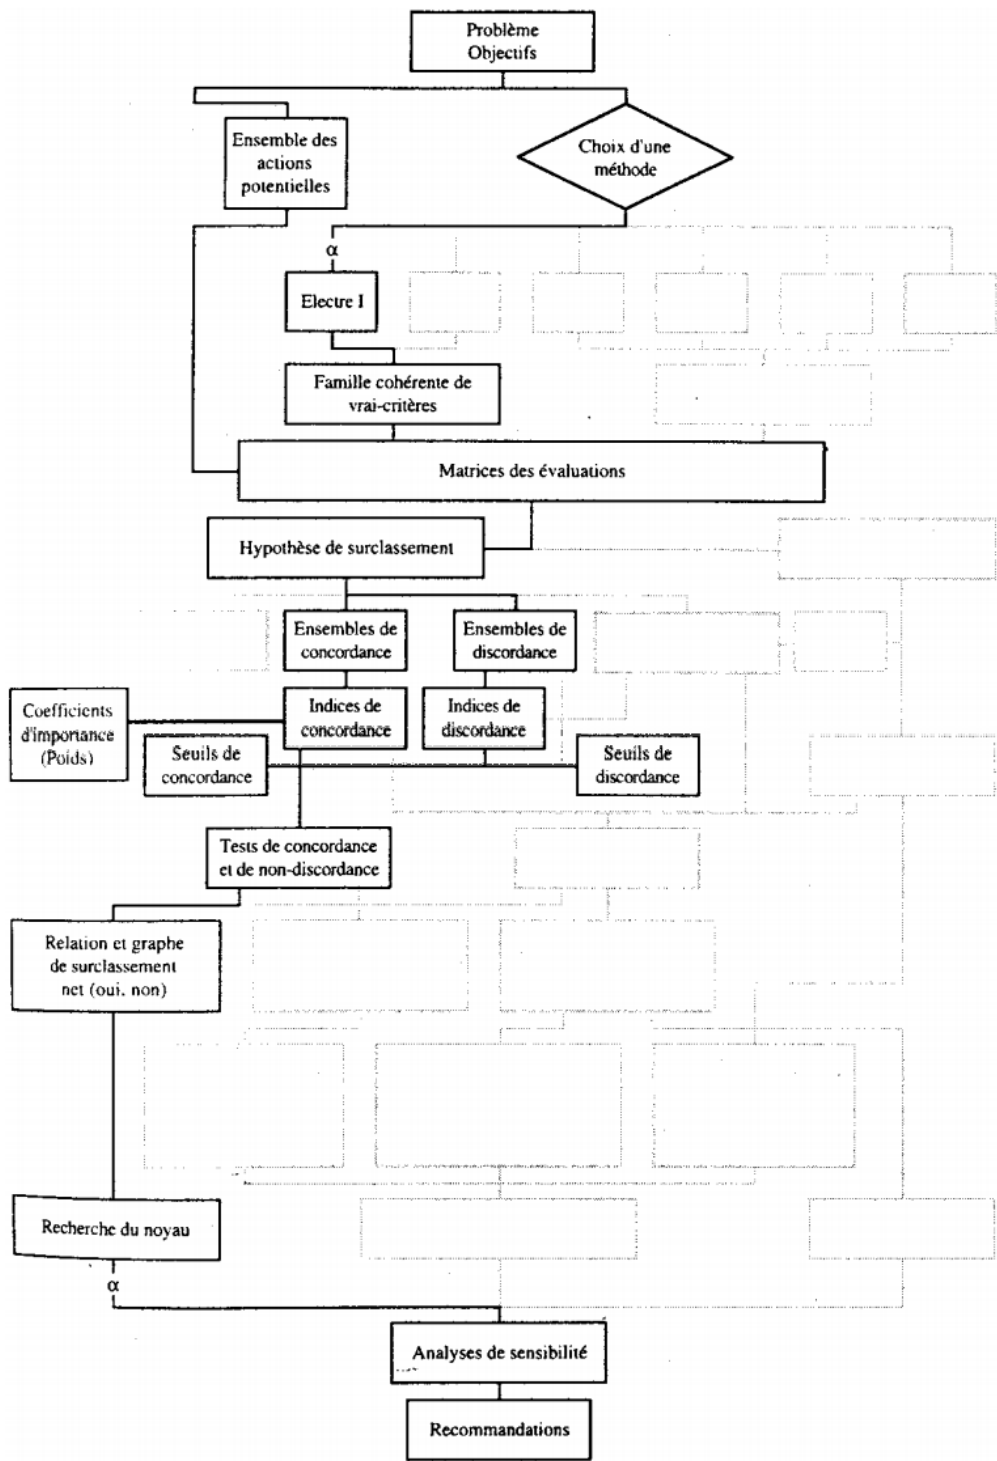 Problème
Objectifs
Ensemble des
actions
potentielles
Choix d'une
méthode
α
Electre I
Famille cohérente de
vrai-critères
Matrices des évaluations
Hypothèse de surclassement
Ensembles de
concordance
Ensembles de
discordance
Coefficients
d'importance
(Poids)
Indices de
concordance
Indices de
discordance
Seuils de
concordance
Seuils de
discordance
Tests de concordance
et de non-discordance
Relation et graphe
de surclassement
net (oui, non)
Recherche du noyau
α
Analyses de sensibilité
Recommandations